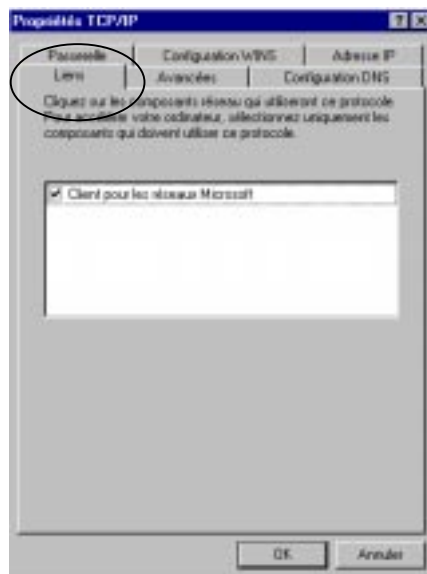 Propriétés TCP/IP
Passerelle Configuration WINS Adresse IP
Liens Avancées Configuration DNS
Cliquez sur les composants réseau qui utiliseront ce protocole.
Pour accélérer votre ordinateur, sélectionnez uniquement les
composants qui doivent utiliser ce protocole.
Client pour les réseaux Microsoft
OK Annuler